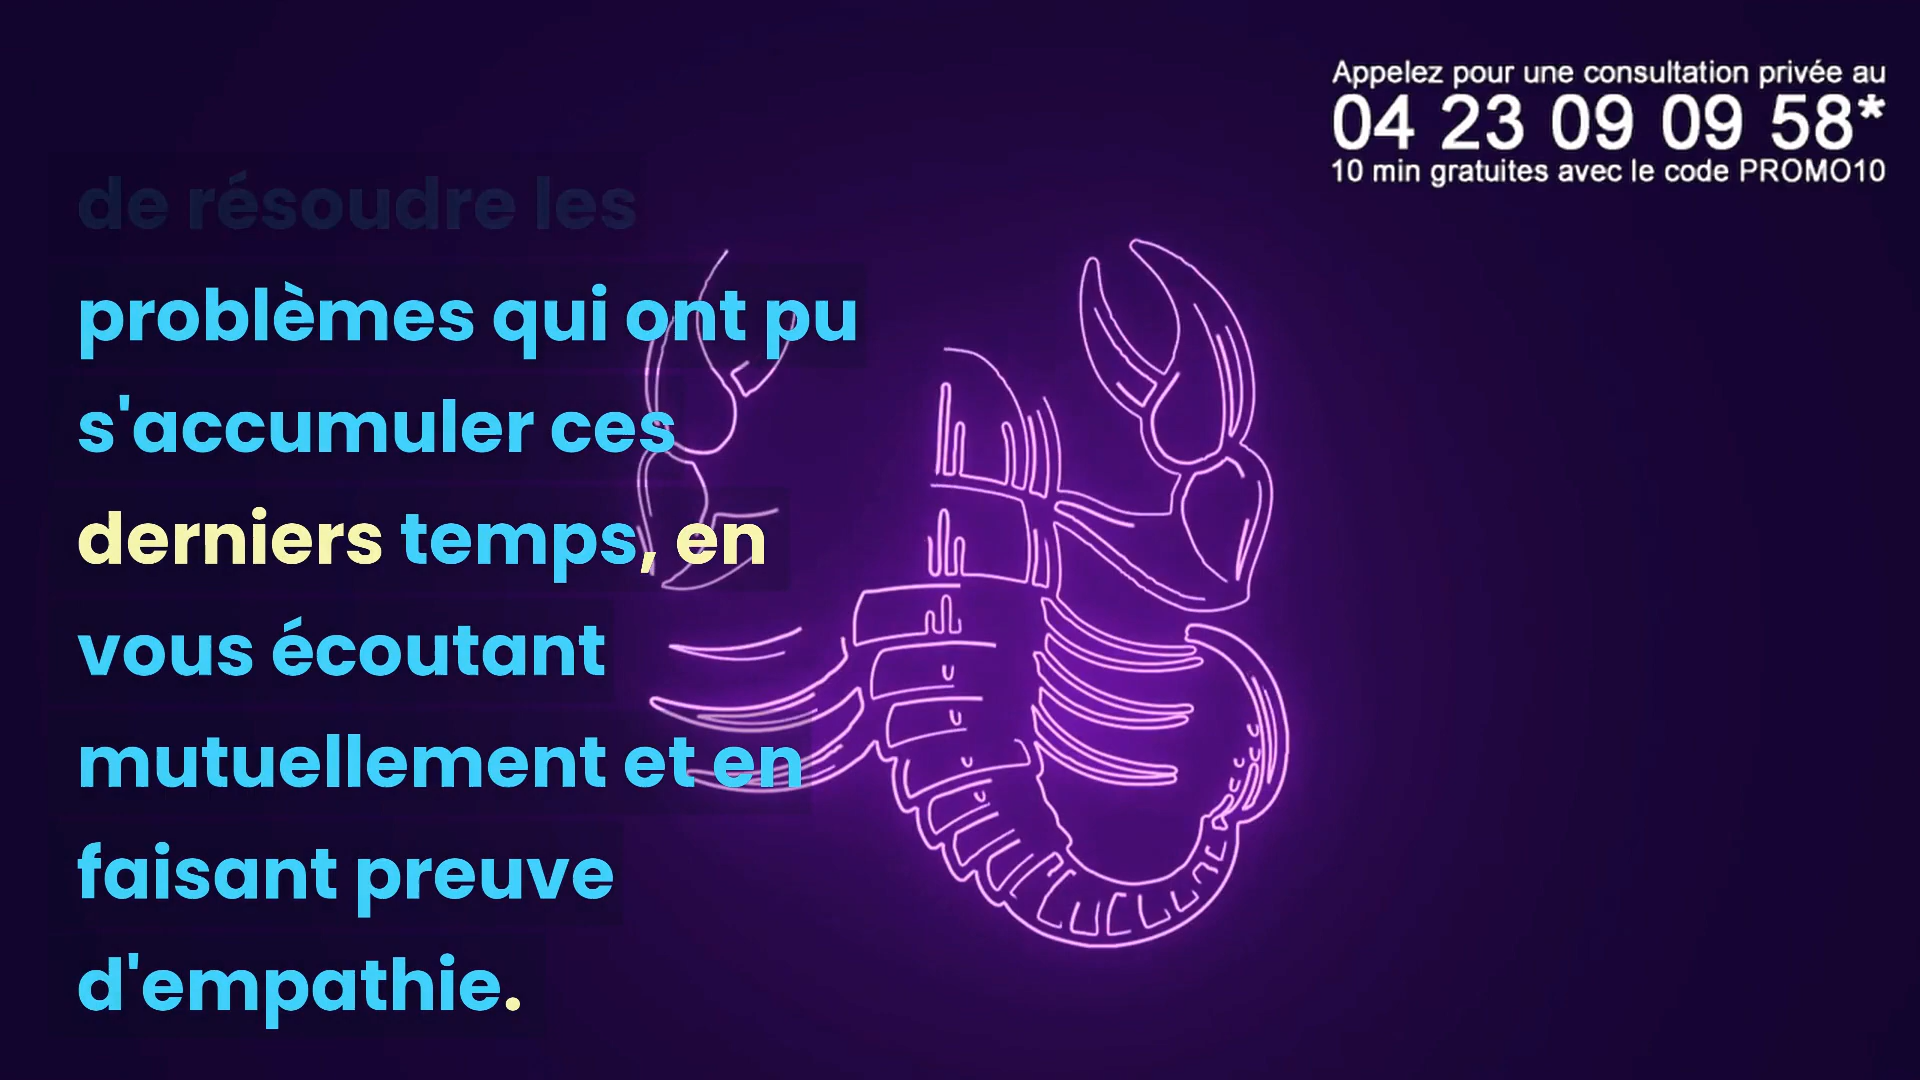 Appelez pour une consultation privée au
04 23 09 09 58*
10 min gratuites avec le code PROMO10
de résoudre les
problèmes qui ont pu
s'accumuler ces
derniers temps, en
vous écoutant
mutuellement et en
faisant preuve
d'empathie.